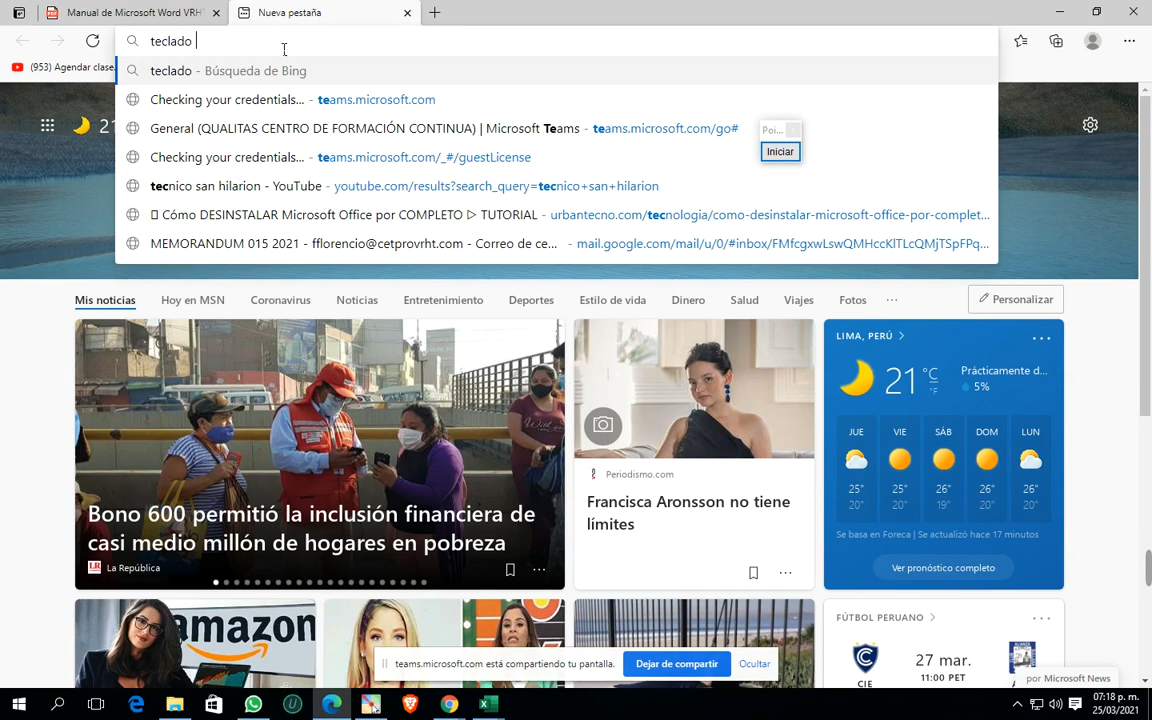 Manual de Microsoft Word VRHT
Nueva pestaña
teclado
(953) Agendar clase
teclado - Búsqueda de Bing
Checking your credentials... - teams.microsoft.com
General (QUALITAS CENTRO DE FORMACIÓN CONTINUA) | Microsoft Teams - teams.microsoft.com/go#
Checking your credentials... - teams.microsoft.com/_#/guestLicense
tecnico san hilarion - YouTube - youtube.com/results?search_query=tecnico+san+hilarion
Cómo DESINSTALAR Microsoft Office por COMPLETO ▷ TUTORIAL - urbantecno.com/tecnologia/como-desinstalar-microsoft-office-por-complet...
MEMORANDUM 015 2021 - fflorencio@cetprovrht.com - Correo de ce... - mail.google.com/mail/u/0/#inbox/FMfcgxwLswQMHccKlTLcQMjTSpFPq...
21
Poi...
Iniciar
Mis noticias Hoy en MSN Coronavirus Noticias Entretenimiento Deportes Estilo de vida Dinero Salud Viajes Fotos ...
Personalizar
Bono 600 permitió la inclusión financiera de
casi medio millón de hogares en pobreza
LR La República
Periodismo.com
Francisca Aronsson no tiene
límites
LIMA, PERÚ
21 °C
°F
Prácticamente d...
5%
JUE VIE SÁB DOM LUN
25° 25° 26° 26° 26°
20° 20° 19° 20° 20°
Se basa en Foreca | Se actualizó hace 17 minutos
Ver pronóstico completo
amazon
FÚTBOL PERUANO
27 mar.
11:00 PET
CIE
teams.microsoft.com está compartiendo tu pantalla.
Dejar de compartir
Ocultar
por Microsoft News
07:18 p. m.
25/03/2021